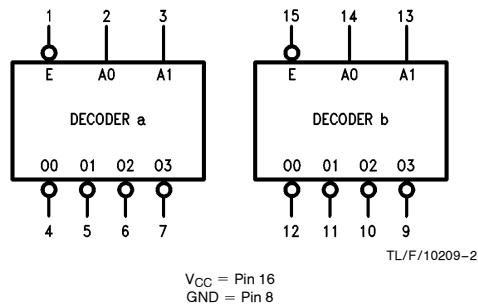 1 2 3 15 14 13
E A0 A1 E A0 A1
DECODER a DECODER b
O0 O1 O2 O3 O0 O1 O2 O3
4 5 6 7 12 11 10 9
TL/F/10209–2
VCC = Pin 16
GND = Pin 8